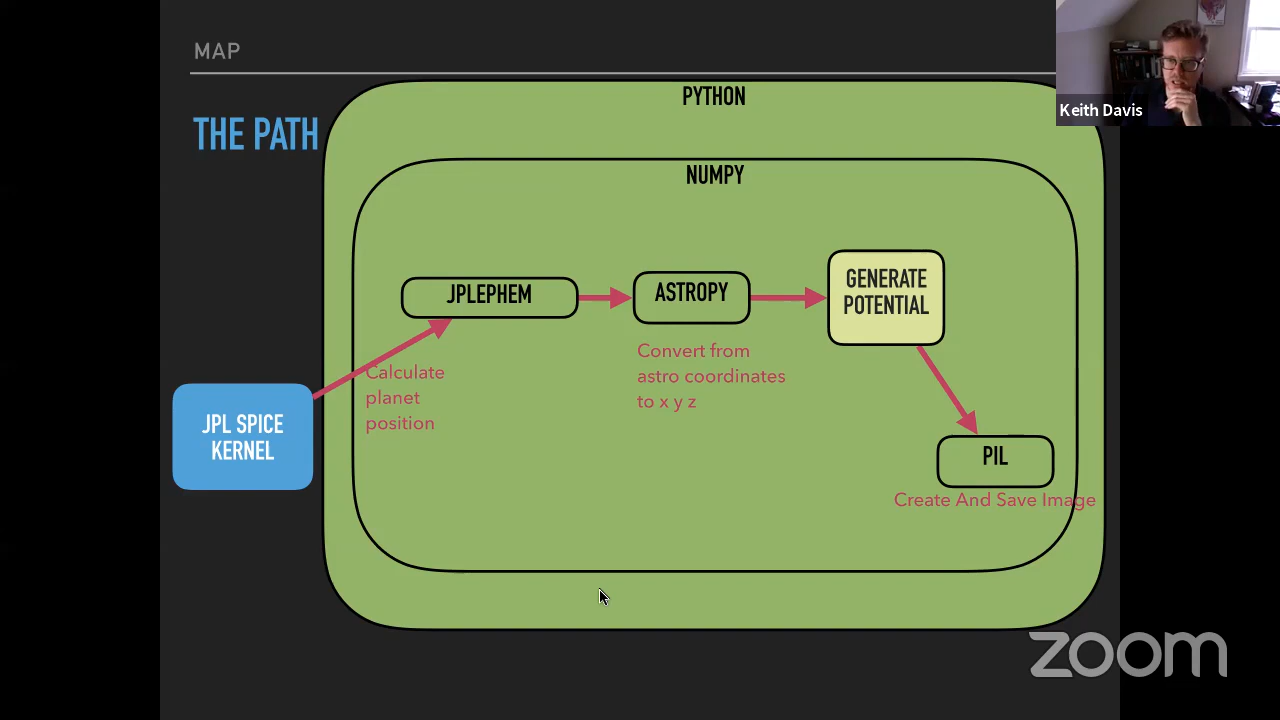 MAP
THE PATH
PYTHON
Keith Davis
NUMPY
JPLEPHEM
ASTROPY
GENERATE
POTENTIAL
Calculate
planet
position
Convert from
astro coordinates
to x y z
JPL SPICE
KERNEL
PIL
Create And Save Image
zoom